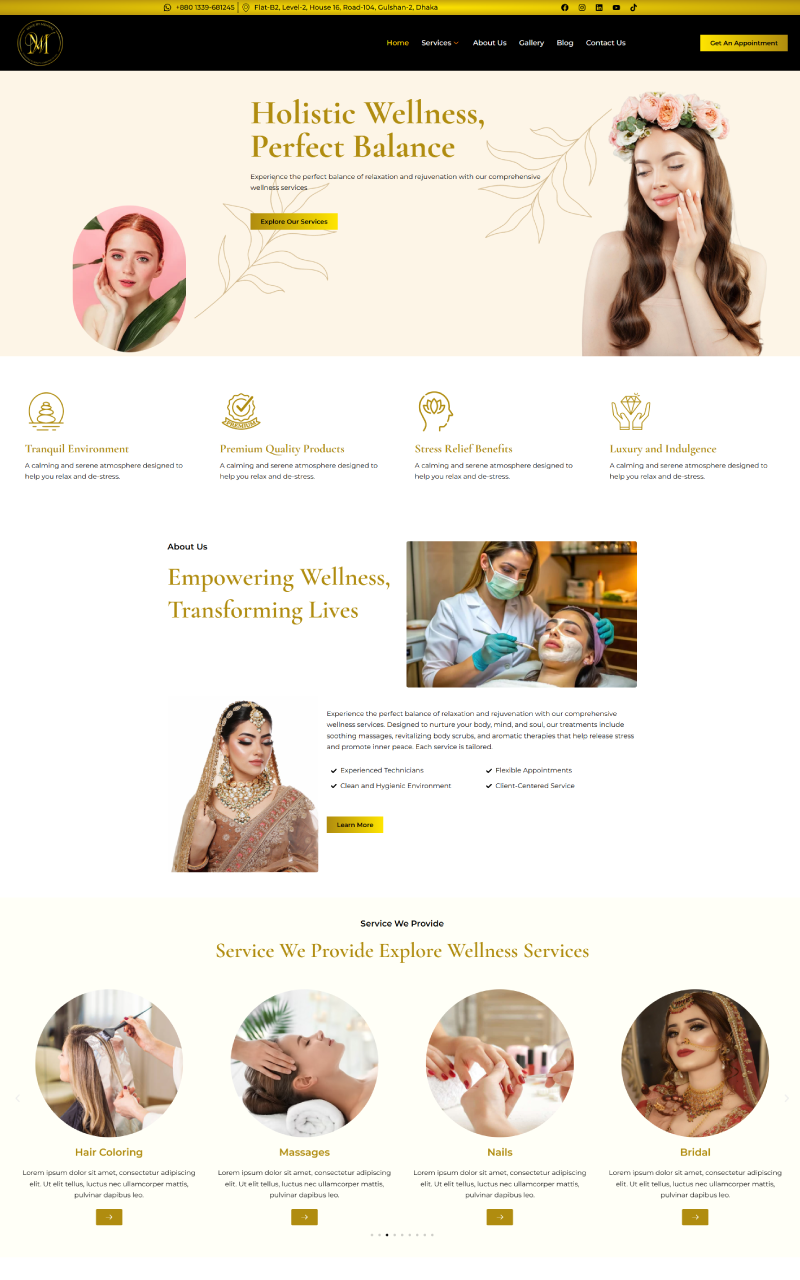 +880 1339-681245
Flat-B2, Level-2, House 16, Road-104, Gulshan-2, Dhaka
Home
Services
About Us
Gallery
Blog
Contact Us
Get An Appointment
Holistic Wellness,
Perfect Balance
Experience the perfect balance of relaxation and rejuvenation with our comprehensive
wellness services
Explore Our Services
PREMIUM
Tranquil Environment
A calming and serene atmosphere designed to
help you relax and de-stress.
Premium Quality Products
A calming and serene atmosphere designed to
help you relax and de-stress.
Stress Relief Benefits
A calming and serene atmosphere designed to
help you relax and de-stress.
Luxury and Indulgence
A calming and serene atmosphere designed to
help you relax and de-stress.
About Us
Empowering Wellness,
Transforming Lives
Experience the perfect balance of relaxation and rejuvenation with our comprehensive
wellness services. Designed to nurture your body, mind, and soul, our treatments include
soothing massages, revitalizing body scrubs, and aromatic therapies that help release stress
and promote inner peace. Each service is tailored.
Experienced Technicians
Flexible Appointments
Clean and Hygienic Environment
Client-Centered Service
Learn More
Service We Provide
Service We Provide Explore Wellness Services
Hair Coloring
Lorem ipsum dolor sit amet, consectetur adipiscing
elit. Ut elit tellus, luctus nec ullamcorper mattis,
pulvinar dapibus leo.
Massages
Lorem ipsum dolor sit amet, consectetur adipiscing
elit. Ut elit tellus, luctus nec ullamcorper mattis,
pulvinar dapibus leo.
Nails
Lorem ipsum dolor sit amet, consectetur adipiscing
elit. Ut elit tellus, luctus nec ullamcorper mattis,
pulvinar dapibus leo.
Bridal
Lorem ipsum dolor sit amet, consectetur adipiscing
elit. Ut elit tellus, luctus nec ullamcorper mattis,
pulvinar dapibus leo.